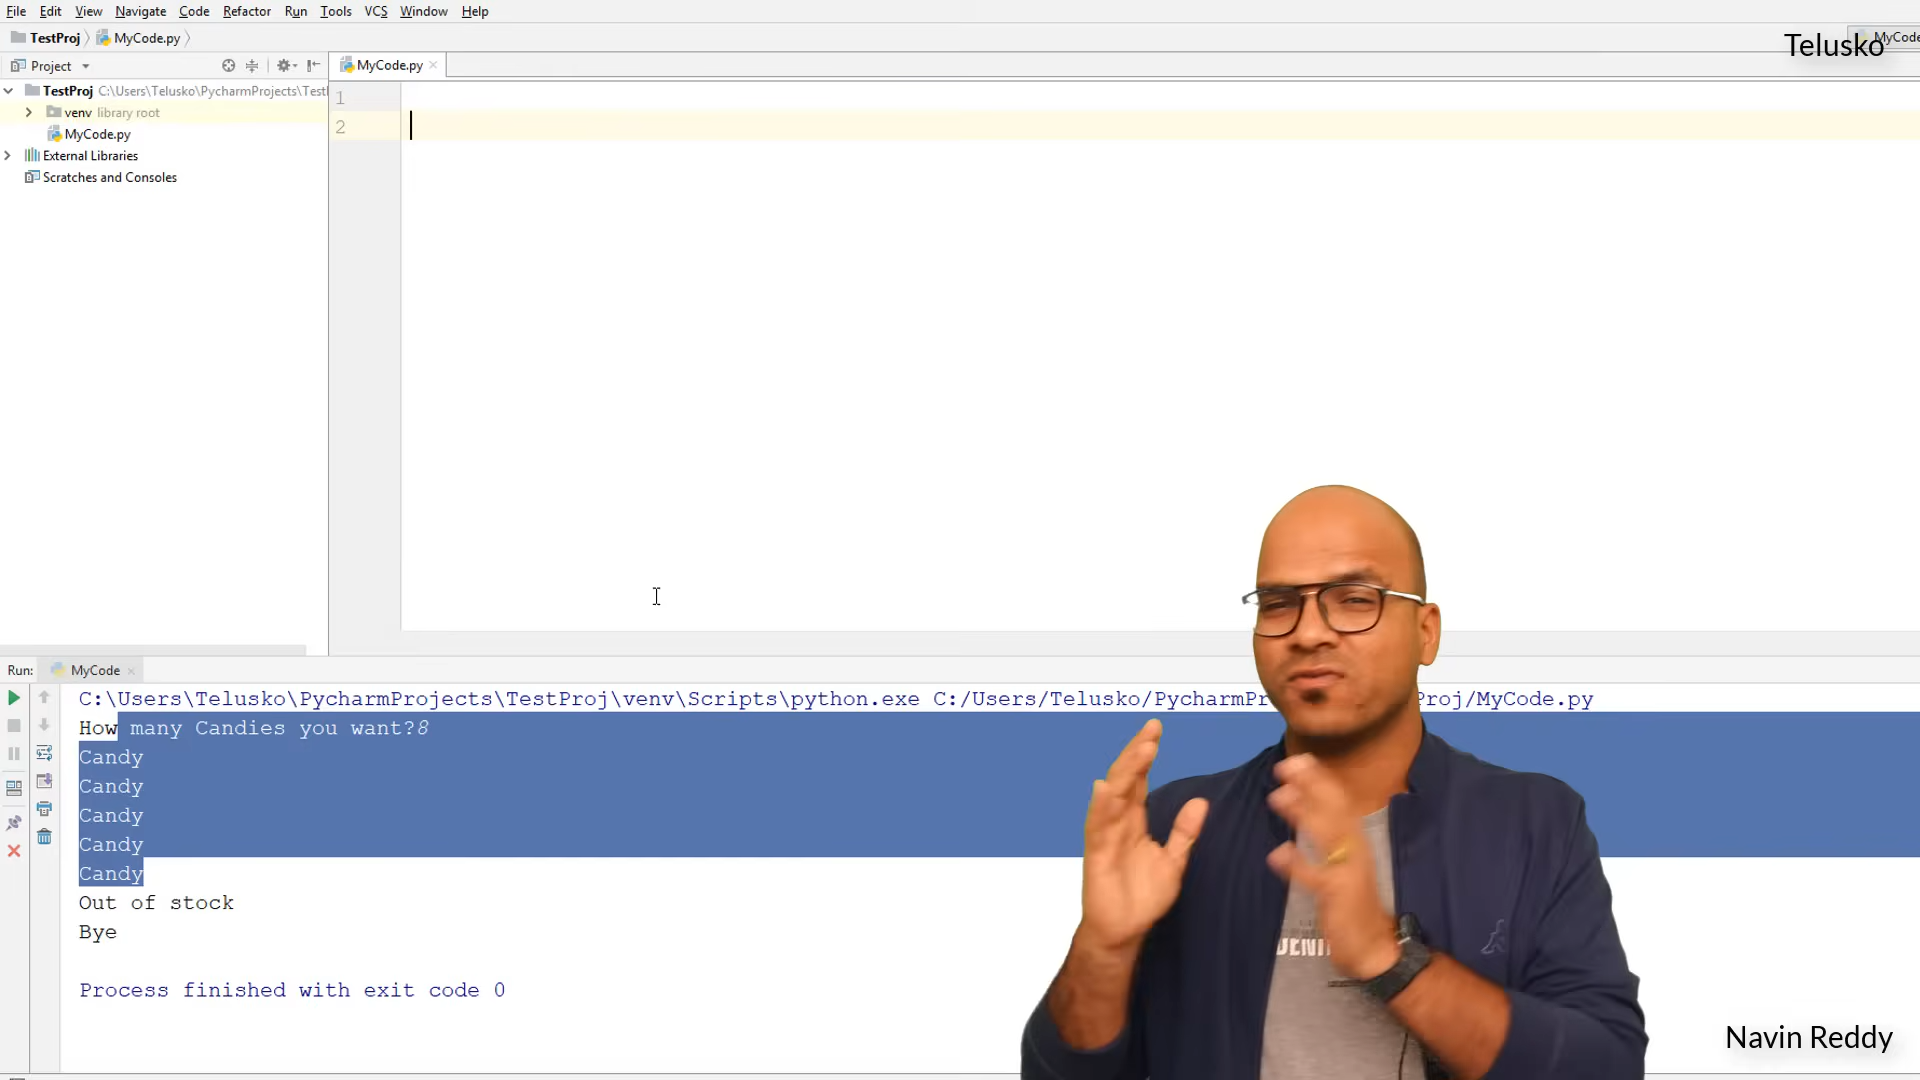 File Edit View Navigate Code Refactor Run Tools VCS Window Help
TestProj MyCode.py
MyCode
Telusko
Project
MyCode.py
TestProj C:\Users\Telusko\PycharmProjects\Test
venv library root
MyCode.py
External Libraries
Scratches and Consoles
1
2
Run: MyCode
C:\Users\Telusko\PycharmProjects\TestProj\venv\Scripts\python.exe C:/Users/Telusko/PycharmPr Proj/MyCode.py
How many Candies you want?8
Candy
Candy
Candy
Candy
Candy
Out of stock
Bye
Process finished with exit code 0
Navin Reddy